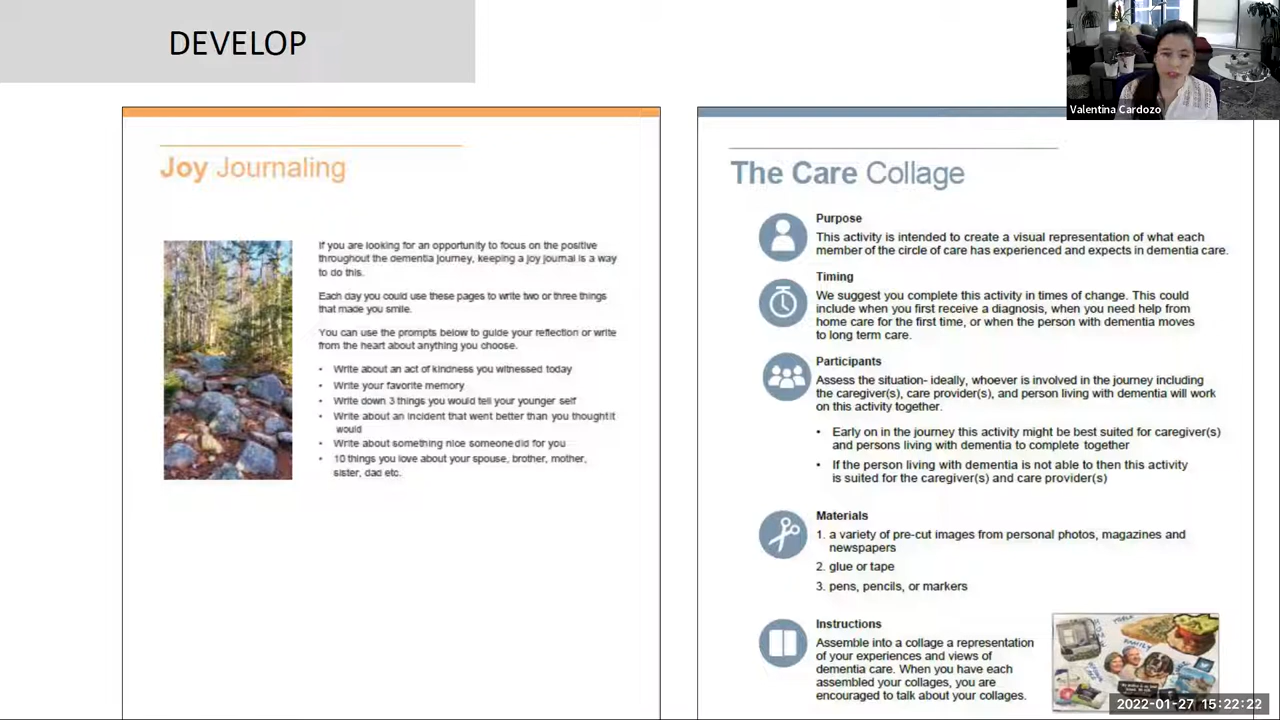 DEVELOP
Valentina Cardozo
Joy Journaling
If you are looking for an opportunity to focus on the positive
throughout the dementia journey, keeping a joy journal is a way
to do this.
Each day you could use these pages to write two or three things
that made you smile.
You can use the prompts below to guide your reflection or write
from the heart about anything you choose.
• Write about an act of kindness you witnessed today
• Write your favorite memory
• Write down 3 things you would tell your younger self
• Write about an incident that went better than you thought it
would
• Write about something nice someone did for you
• 10 things you love about your spouse, brother, mother,
sister, dad etc.
The Care Collage
Purpose
This activity is intended to create a visual representation of what each
member of the circle of care has experienced and expects in dementia care.
Timing
We suggest you complete this activity in times of change. This could
include when you first receive a diagnosis, when you need help from
home care for the first time, or when the person with dementia moves
to long term care.
Participants
Assess the situation- ideally, whoever is involved in the journey including
the caregiver(s), care provider(s), and person living with dementia will work
on this activity together.
• Early on in the journey this activity might be best suited for caregiver(s)
and persons living with dementia to complete together
• If the person living with dementia is not able to then this activity
is suited for the caregiver(s) and care provider(s)
Materials
1. a variety of pre-cut images from personal photos, magazines and
newspapers
2. glue or tape
3. pens, pencils, or markers
Instructions
Assemble into a collage a representation
of your experiences and views of
dementia care. When you have each
assembled your collages, you are
encouraged to talk about your collages.
FAMILY
2022-01-27 15:22:22